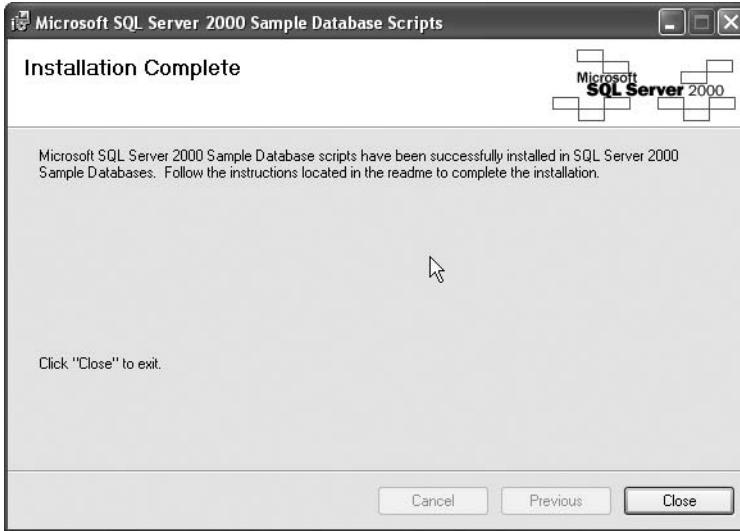 Microsoft SQL Server 2000 Sample Database Scripts
Installation Complete
Microsoft
SQL Server 2000
Microsoft SQL Server 2000 Sample Database scripts have been successfully installed in SQL Server 2000
Sample Databases. Follow the instructions located in the readme to complete the installation.
Click "Close" to exit.
Cancel
Previous
Close